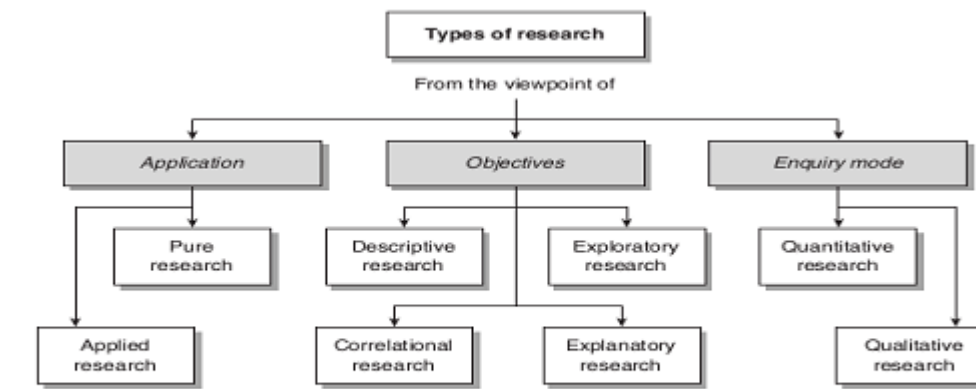 Types of research
From the viewpoint of
Application
Objectives
Enquiry mode
Pure
research
Descriptive
research
Exploratory
research
Quantitative
research
Applied
research
Correlational
research
Explanatory
research
Qualitative
research